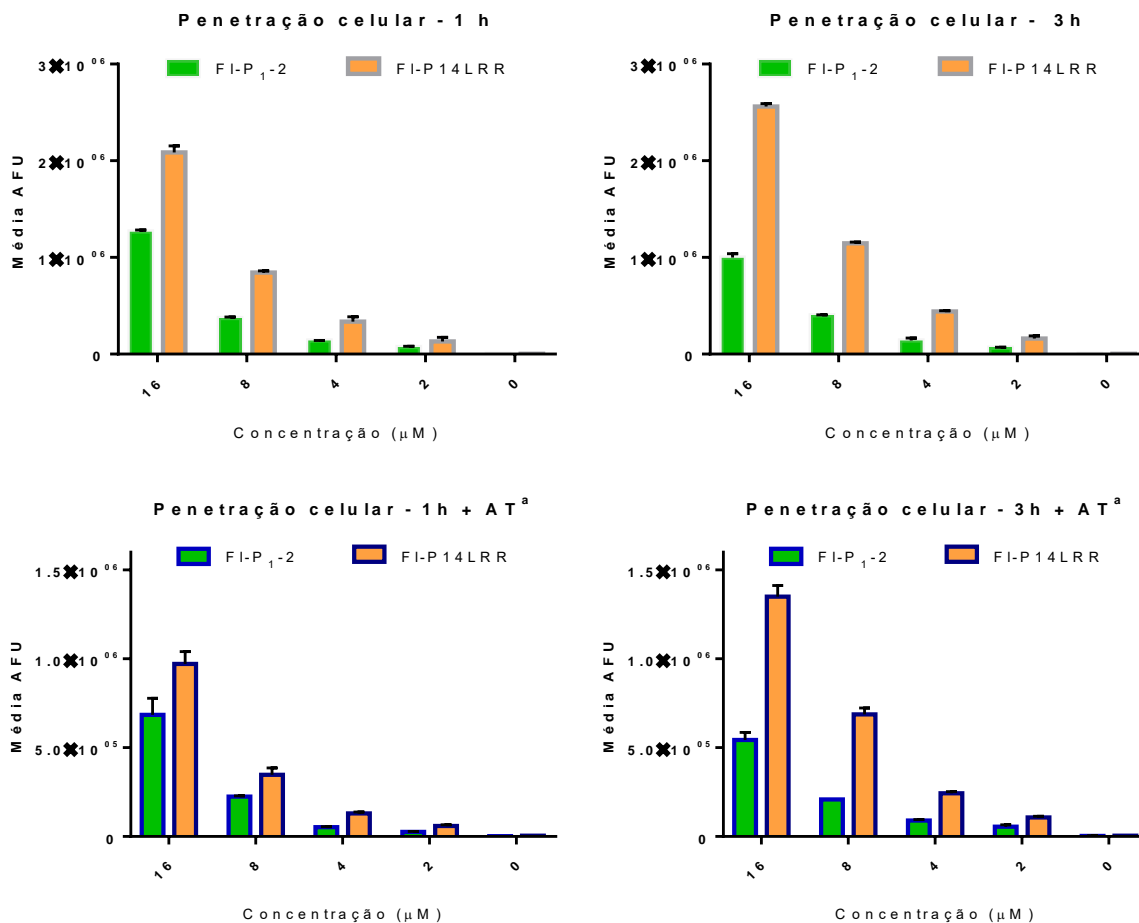 Penetração celular - 1 h
3✖10⁰⁶
Fl-P₁-2
Fl-P14LRR
2✖10⁰⁶
1✖10⁰⁶
0
Média AFU
16 8 4 2 0
Concentração (μM)
Penetração celular - 3h
3✖10⁰⁶
Fl-P₁-2
Fl-P14LRR
2✖10⁰⁶
1✖10⁰⁶
0
Média AFU
16 8 4 2 0
Concentração (μM)
Penetração celular - 1h + ATᵃ
1.5✖10⁰⁶
Fl-P₁-2
Fl-P14LRR
1.0✖10⁰⁶
5.0✖10⁰⁵
0
Média AFU
16 8 4 2 0
Concentração (μM)
Penetração celular - 3h + ATᵃ
1.5✖10⁰⁶
Fl-P₁-2
Fl-P14LRR
1.0✖10⁰⁶
5.0✖10⁰⁵
0
Média AFU
16 8 4 2 0
Concentração (μM)